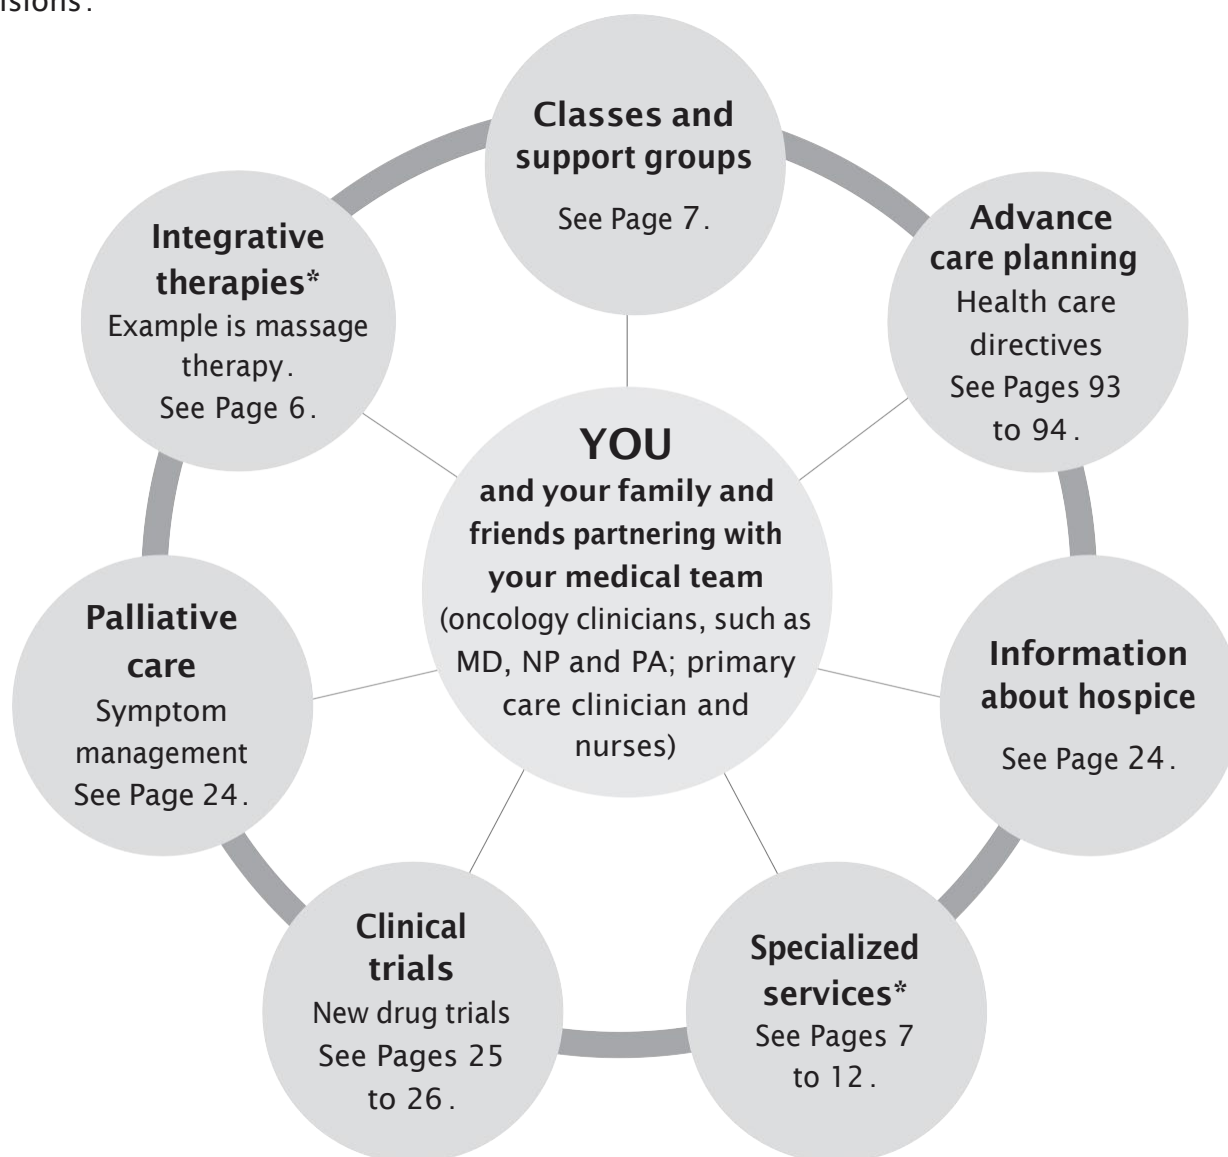 Classes and
support groups
See Page 7.
Advance
care planning
Health care
directives
See Pages 93
to 94.
Information
about hospice
See Page 24.
Specialized
services*
See Pages 7
to 12.
Clinical
trials
New drug trials
See Pages 25
to 26.
Palliative
care
Symptom
management
See Page 24.
Integrative
therapies*
Example is massage
therapy.
See Page 6.
YOU
and your family and
friends partnering with
your medical team
(oncology clinicians, such as
MD, NP and PA; primary
care clinician and
nurses)